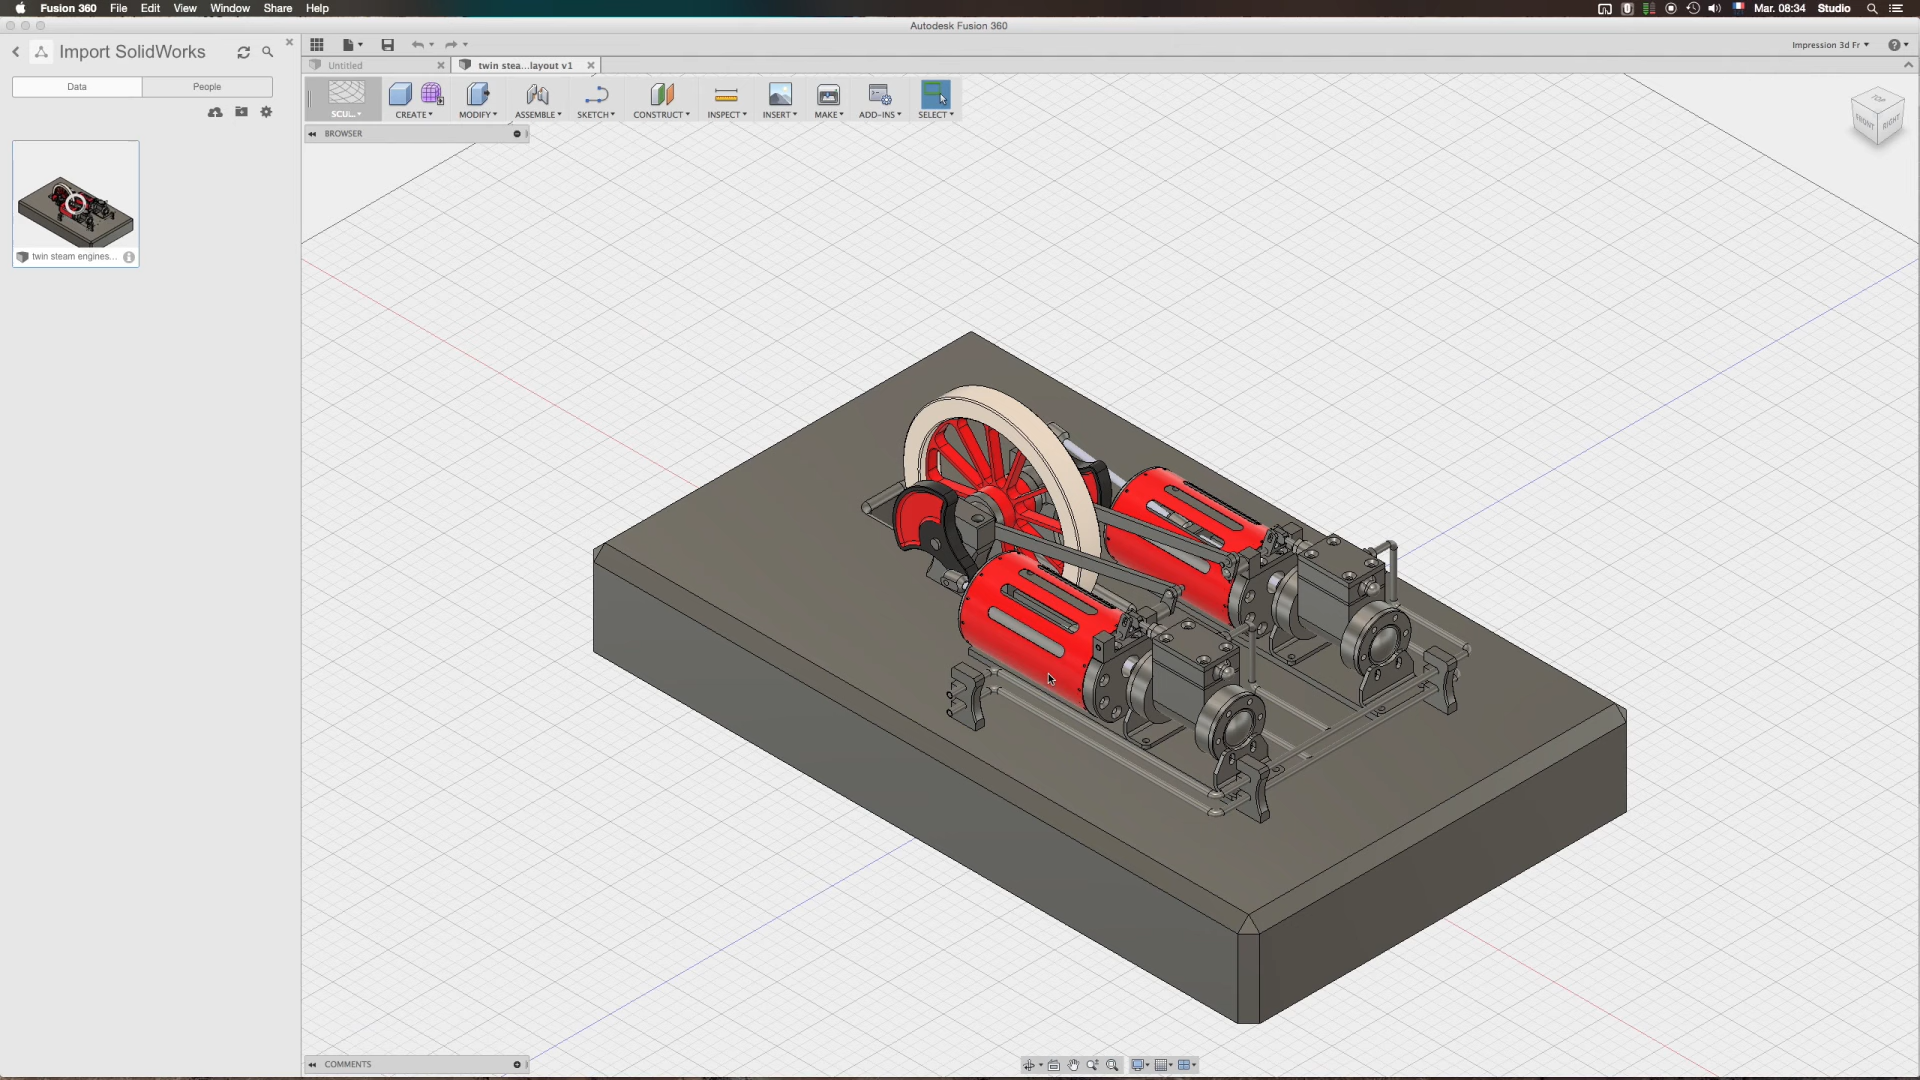 Fusion 360 File Edit View Window Share Help
Mar. 08:34 Studio
Autodesk Fusion 360
Import SolidWorks
Impression 3d Fr
Untitled
twin stea...layout v1
Data
People
SCUL...
CREATE
MODIFY
ASSEMBLE
SKETCH
CONSTRUCT
INSPECT
INSERT
MAKE
ADD-INS
SELECT
BROWSER
FRONT
RIGHT
twin steam engines...
COMMENTS